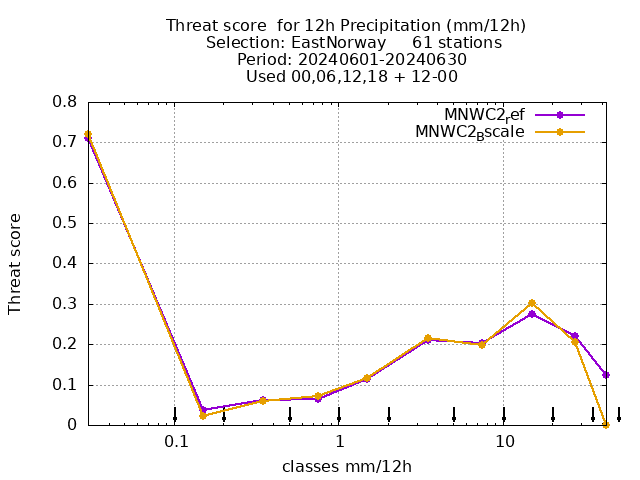 Threat score  for 12h Precipitation (mm/12h)
Selection: EastNorway     61 stations
Period: 20240601-20240630
Used 00,06,12,18 + 12-00
MNWC2ref
MNWC2Bscale
0.8
0.7
0.6
0.5
0.4
0.3
0.2
0.1
0
Threat score
0.1 1 10
classes mm/12h